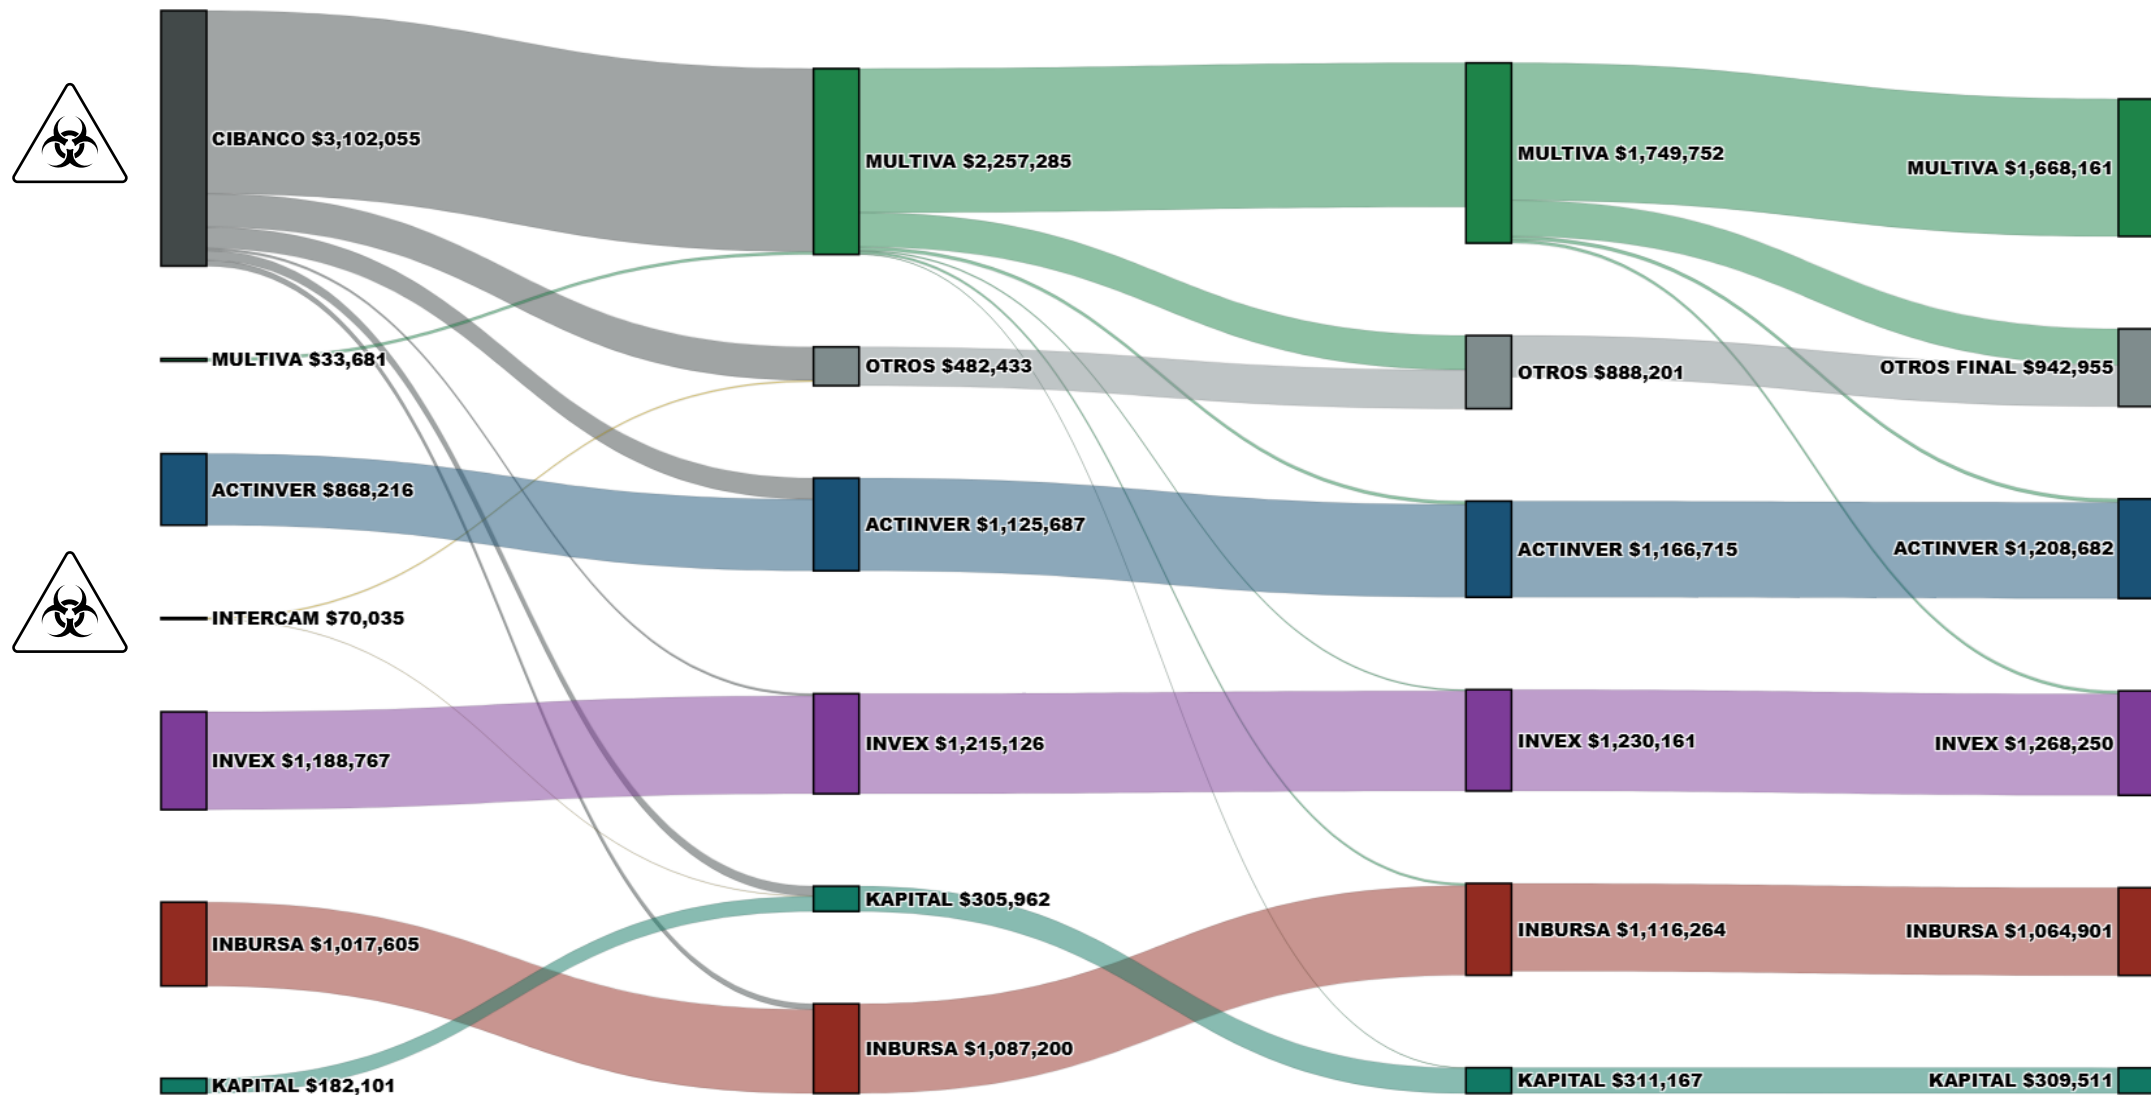 CIBANCO $3,102,055
MULTIVA $33,681
ACTINVER $868,216
INTERCAM $70,035
INVEX $1,188,767
INBURSA $1,017,605
KAPITAL $182,101
MULTIVA $2,257,285
OTROS $482,433
ACTINVER $1,125,687
INVEX $1,215,126
KAPITAL $305,962
INBURSA $1,087,200
MULTIVA $1,749,752
OTROS $888,201
ACTINVER $1,166,715
INVEX $1,230,161
INBURSA $1,116,264
KAPITAL $311,167
MULTIVA $1,668,161
OTROS FINAL $942,955
ACTINVER $1,208,682
INVEX $1,268,250
INBURSA $1,064,901
KAPITAL $309,511